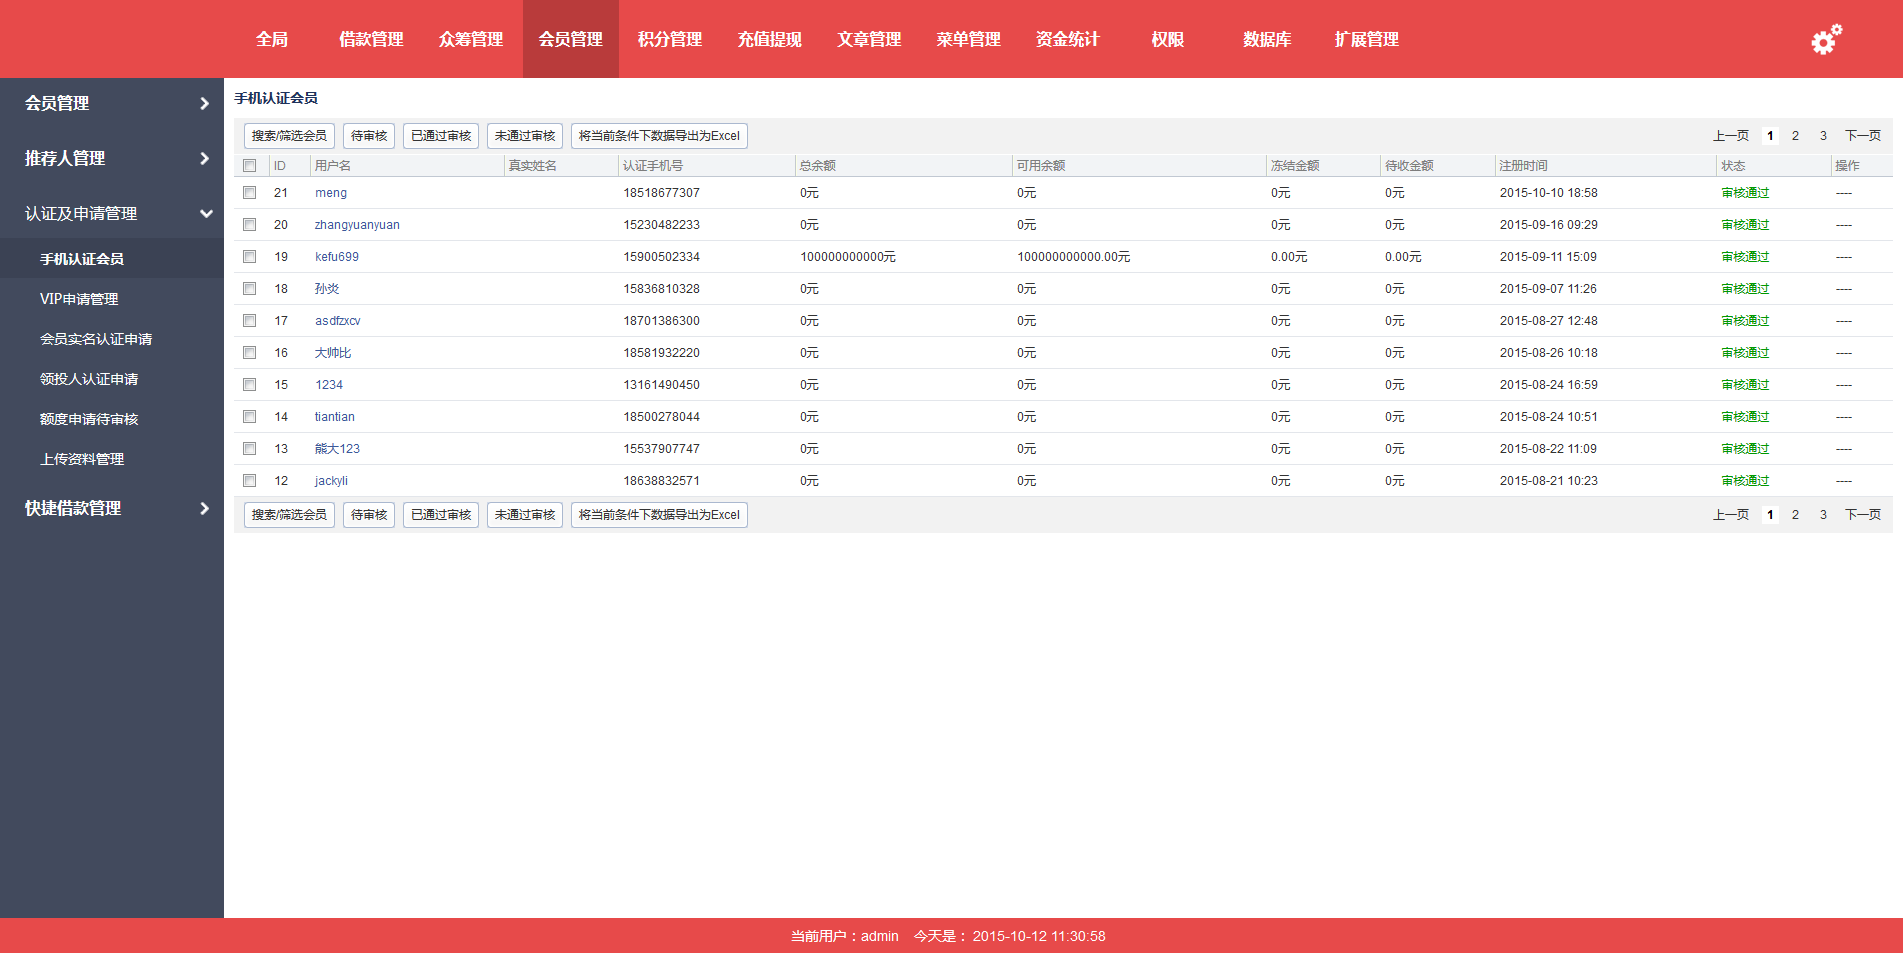 全局 借款管理 众筹管理 会员管理 积分管理 充值提现 文章管理 菜单管理 资金统计 权限 数据库 扩展管理
会员管理
推荐人管理
认证及申请管理
手机认证会员
VIP申请管理
会员实名认证申请
领投人认证申请
额度申请待审核
上传资料管理
快捷借款管理
手机认证会员
搜索/筛选会员 待审核 已通过审核 未通过审核 将当前条件下数据导出为Excel 上一页 1 2 3 下一页
ID 用户名 真实姓名 认证手机号 总余额 可用余额 冻结金额 待收金额 注册时间 状态 操作
21 meng 18518677307 0元 0元 0元 0元 2015-10-10 18:58 审核通过 ----
20 zhangyuanyuan 15230482233 0元 0元 0元 0元 2015-09-16 09:29 审核通过 ----
19 kefu699 15900502334 100000000000元 100000000000.00元 0.00元 0.00元 2015-09-11 15:09 审核通过 ----
18 孙炎 15836810328 0元 0元 0元 0元 2015-09-07 11:26 审核通过 ----
17 asdfzxcv 18701386300 0元 0元 0元 0元 2015-08-27 12:48 审核通过 ----
16 大帅比 18581932220 0元 0元 0元 0元 2015-08-26 10:18 审核通过 ----
15 1234 13161490450 0元 0元 0元 0元 2015-08-24 16:59 审核通过 ----
14 tiantian 18500278044 0元 0元 0元 0元 2015-08-24 10:51 审核通过 ----
13 熊大123 15537907747 0元 0元 0元 0元 2015-08-22 11:09 审核通过 ----
12 jackyli 18638832571 0元 0元 0元 0元 2015-08-21 10:23 审核通过 ----
搜索/筛选会员 待审核 已通过审核 未通过审核 将当前条件下数据导出为Excel 上一页 1 2 3 下一页
当前用户：admin 今天是： 2015-10-12 11:30:58